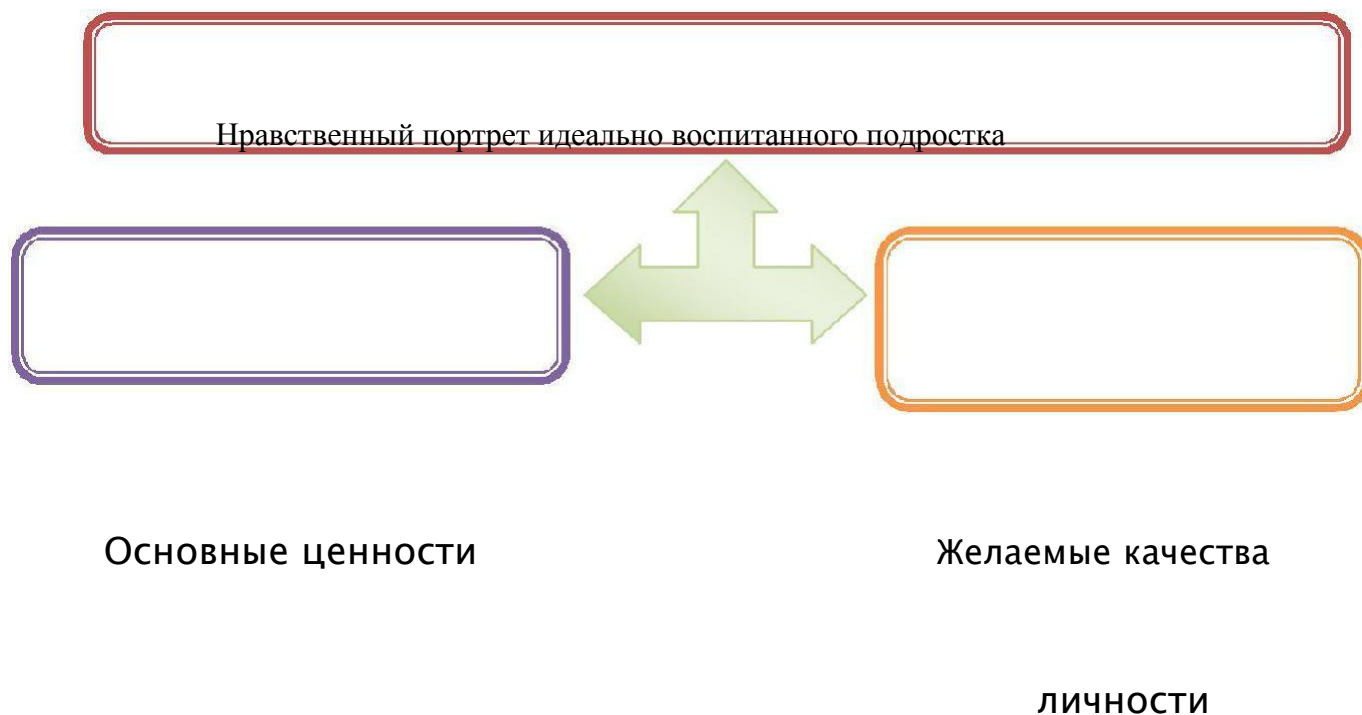 Нравственный портрет идеально воспитанного подростка
Основные ценности
Желаемые качества
личности